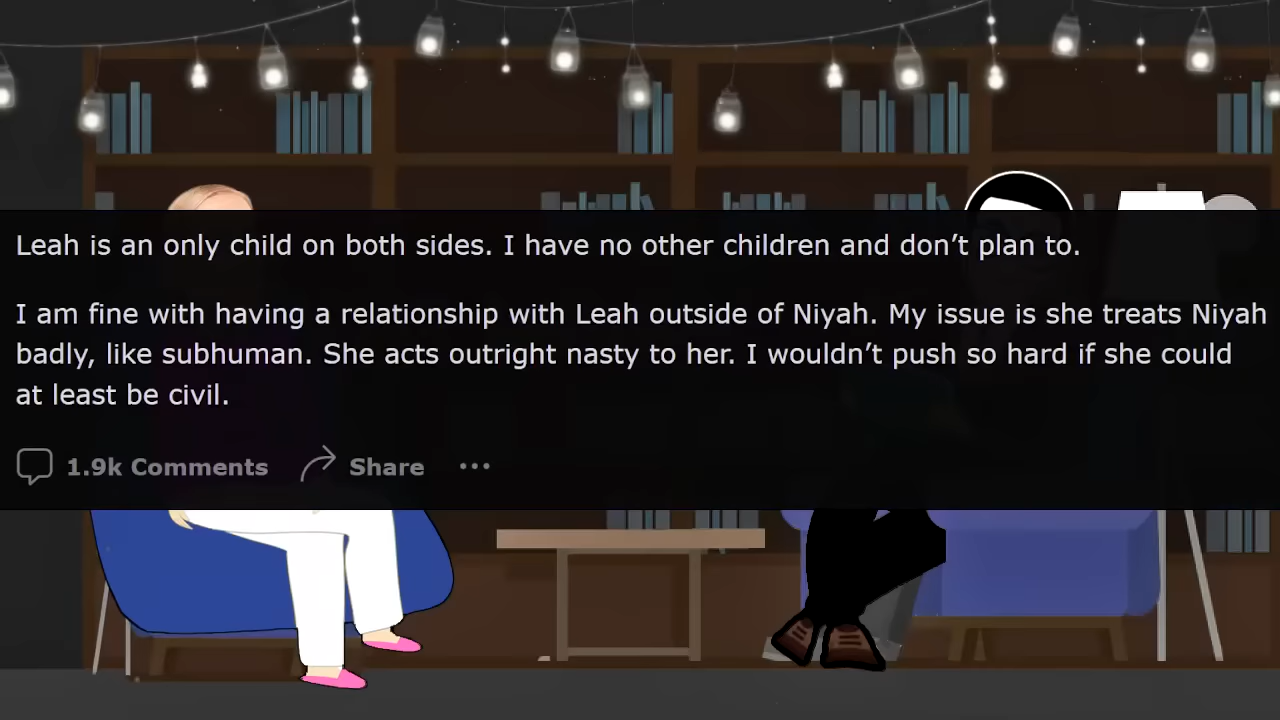 Leah is an only child on both sides. I have no other children and don’t plan to.
I am fine with having a relationship with Leah outside of Niyah. My issue is she treats Niyah
badly, like subhuman. She acts outright nasty to her. I wouldn’t push so hard if she could
at least be civil.
1.9k Comments Share